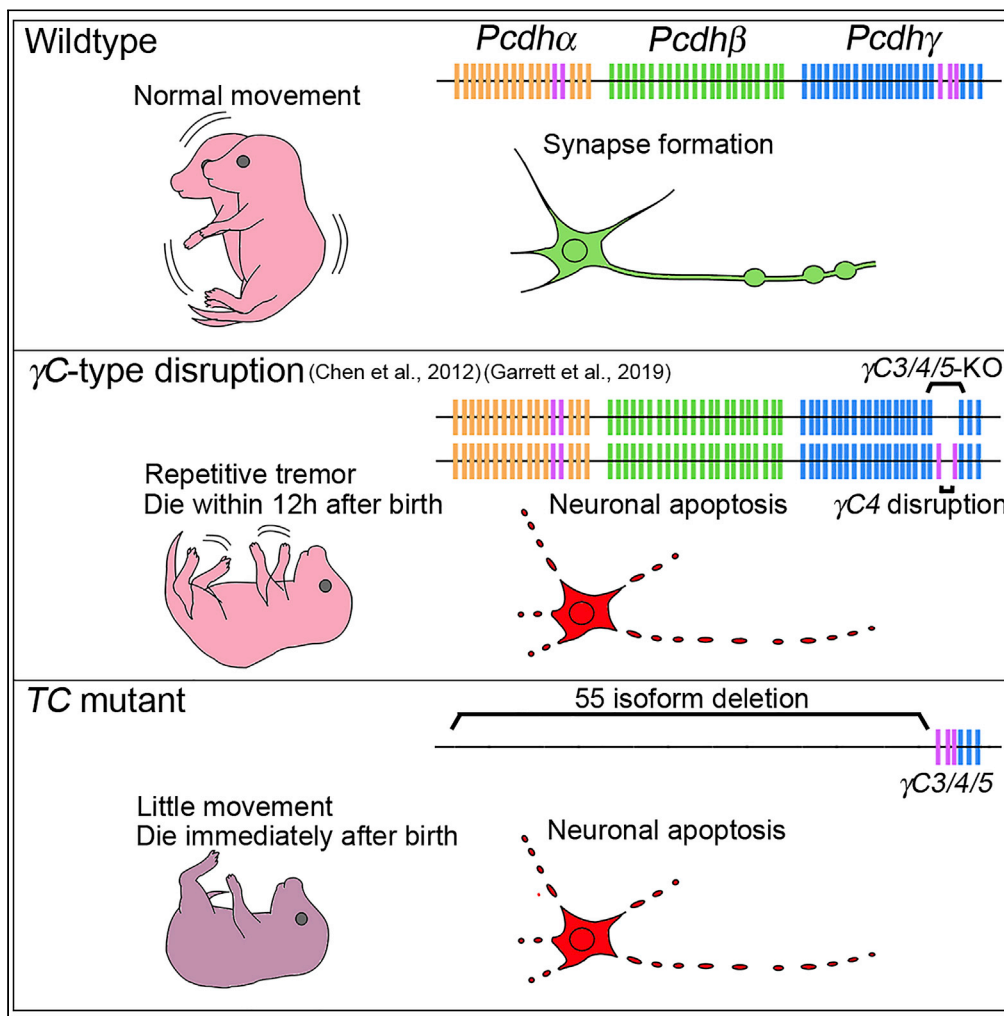 Wildtype
Pcdhα
Pcdhβ
Pcdhγ
Normal movement
Synapse formation
γC-type disruption (Chen et al., 2012)(Garrett et al., 2019)
γC3/4/5-KO
Repetitive tremor
Die within 12h after birth
Neuronal apoptosis
γC4 disruption
TC mutant
55 isoform deletion
γC3/4/5
Little movement
Die immediately after birth
Neuronal apoptosis